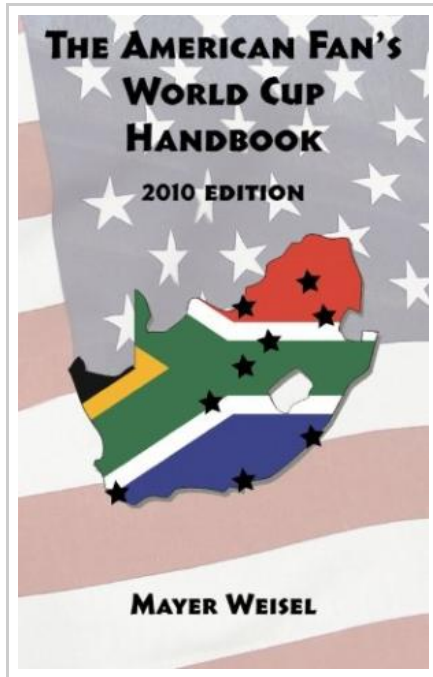 THE AMERICAN FAN'S
WORLD CUP
HANDBOOK
2010 EDITION
MAYER WEISEL